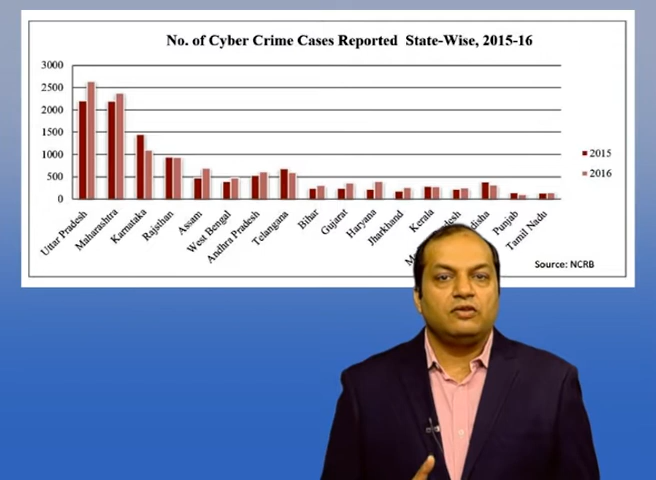 No. of Cyber Crime Cases Reported State-Wise, 2015-16
3000
2500
2000
1500
1000
500
0
Uttar Pradesh
Maharashtra
Karnataka
Rajsthan
Assam
West Bengal
Andhra Pradesh
Telangana
Bihar
Gujarat
Haryana
Jharkhand
Kerala
Punjab
Tamil Nadu
2015
2016
Source: NCRB